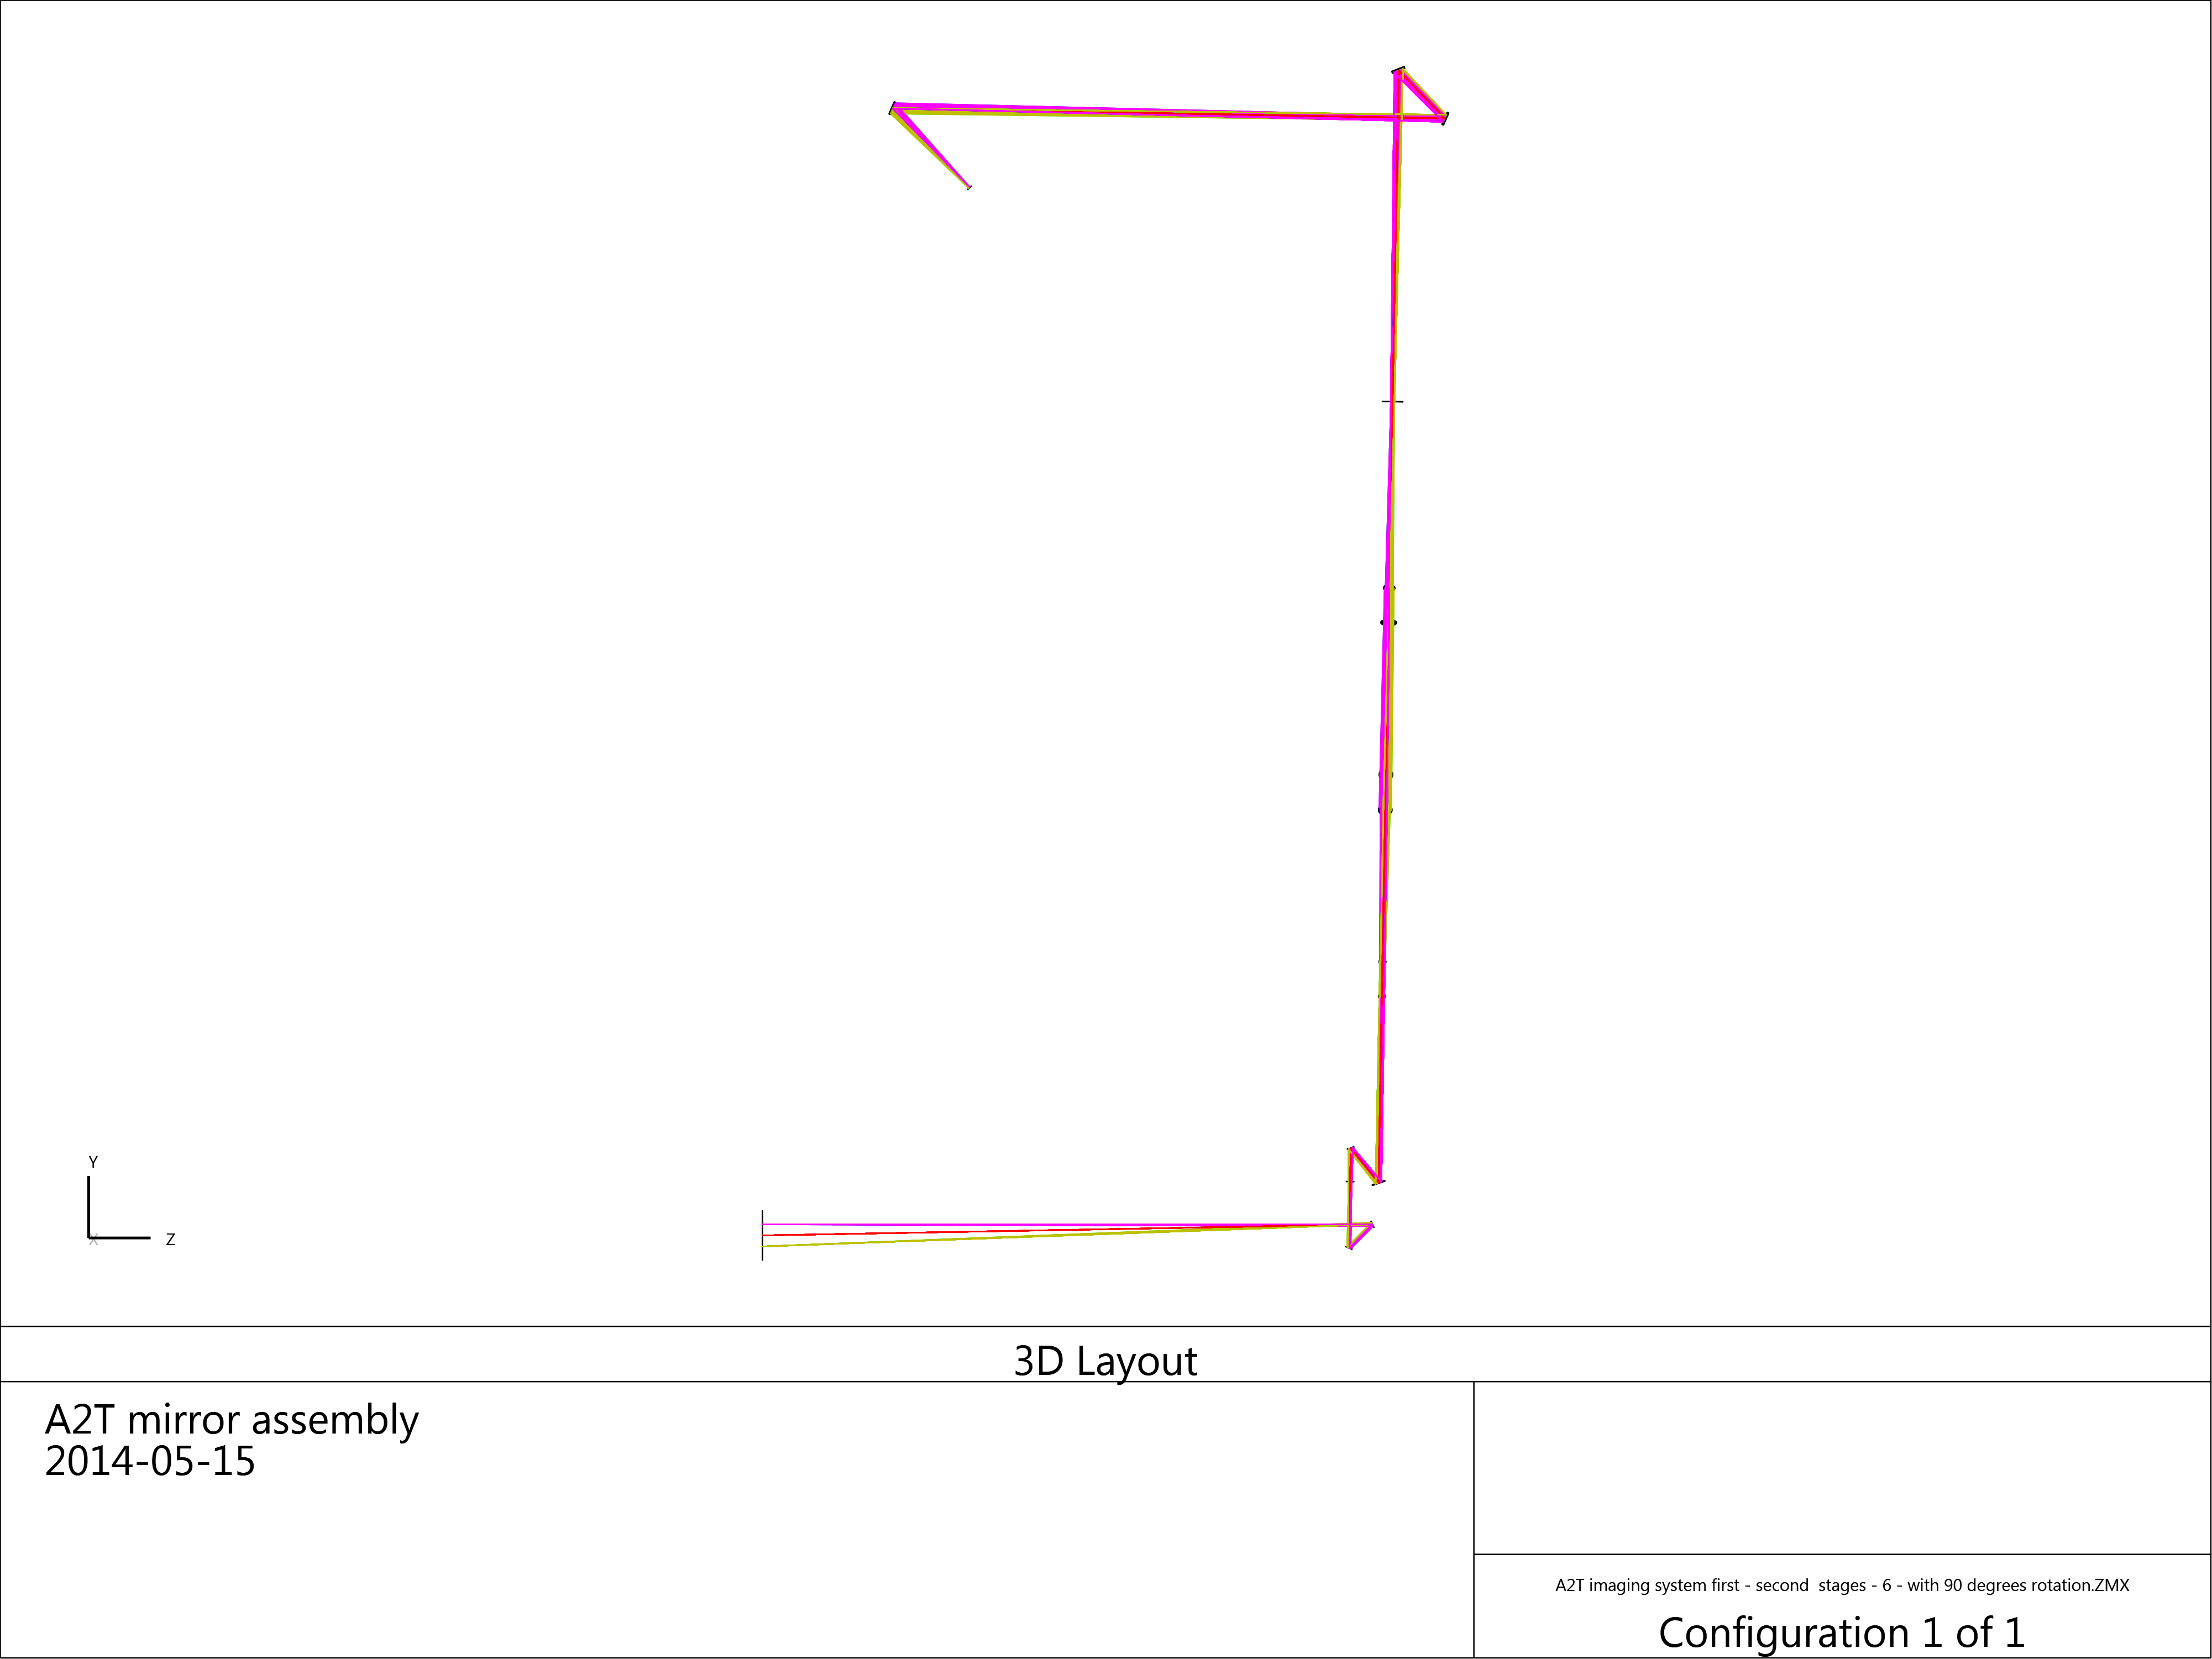 Y
X
Z
3D Layout
A2T mirror assembly
2014-05-15
A2T imaging system first - second  stages - 6 - with 90 degrees rotation.ZMX
Configuration 1 of 1